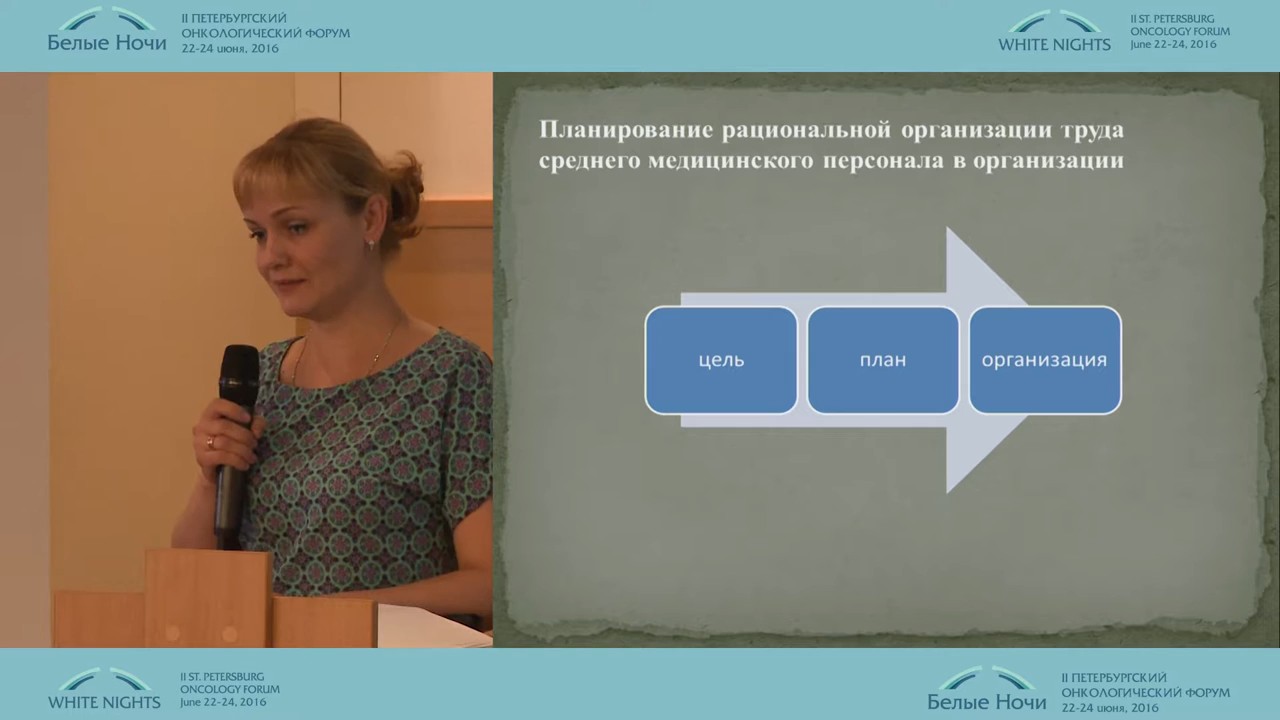 Белые Ночи
II ПЕТЕРБУРГСКИЙ
ОНКОЛОГИЧЕСКИЙ ФОРУМ
22-24 июня, 2016
WHITE NIGHTS
II ST. PETERSBURG
ONCOLOGY FORUM
June 22-24, 2016
Планирование рациональной организации труда
среднего медицинского персонала в организации
цель
план
организация
WHITE NIGHTS
II ST. PETERSBURG
ONCOLOGY FORUM
June 22-24, 2016
Белые Ночи
II ПЕТЕРБУРГСКИЙ
ОНКОЛОГИЧЕСКИЙ ФОРУМ
22-24 июня, 2016